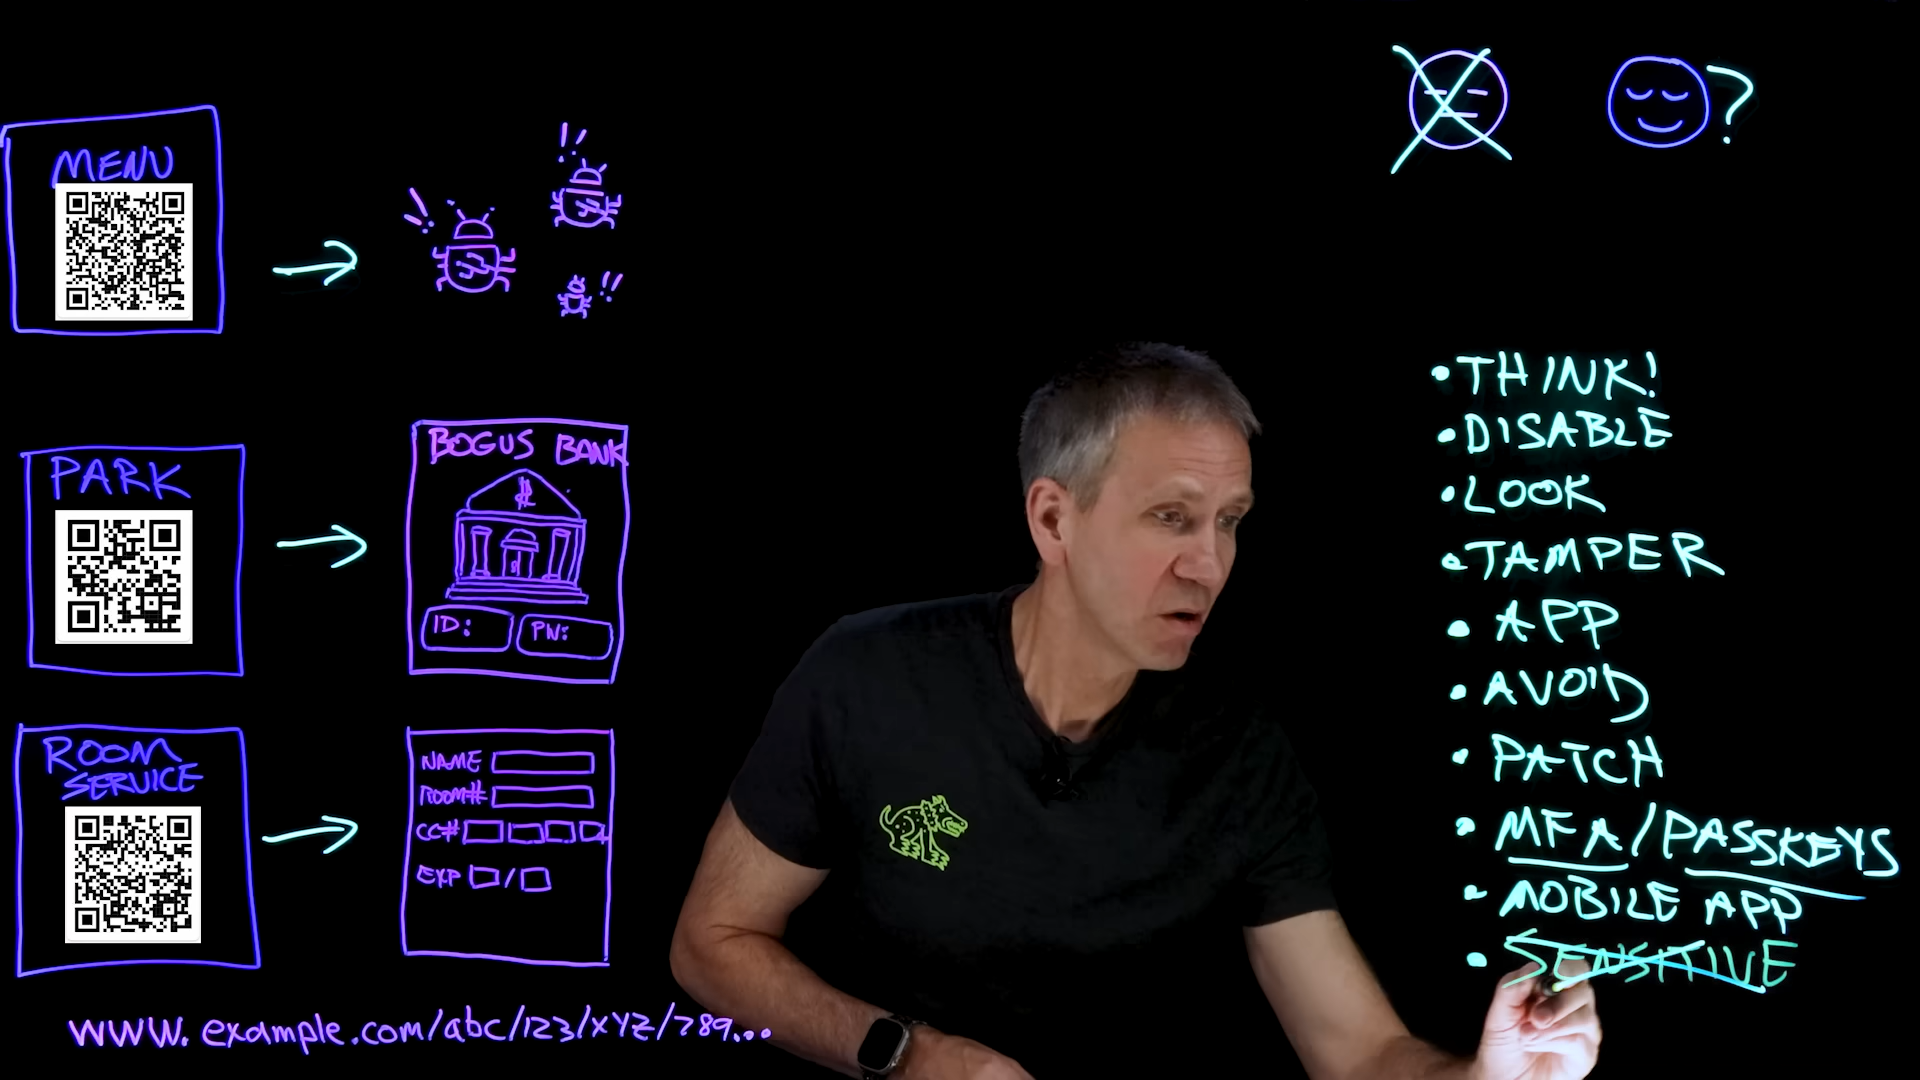 MENU
PARK
BOGUS BANK
ID:
PW:
ROOM
SERVICE
NAME
ROOM#
CC#
EXP /
www.example.com/abc/123/XYZ/789...
?
• THINK!
• DISABLE
• LOOK
• TAMPER
• APP
• AVOID
• PATCH
• MFA/PASSKEYS
• MOBILE APP
• SENSITIVE